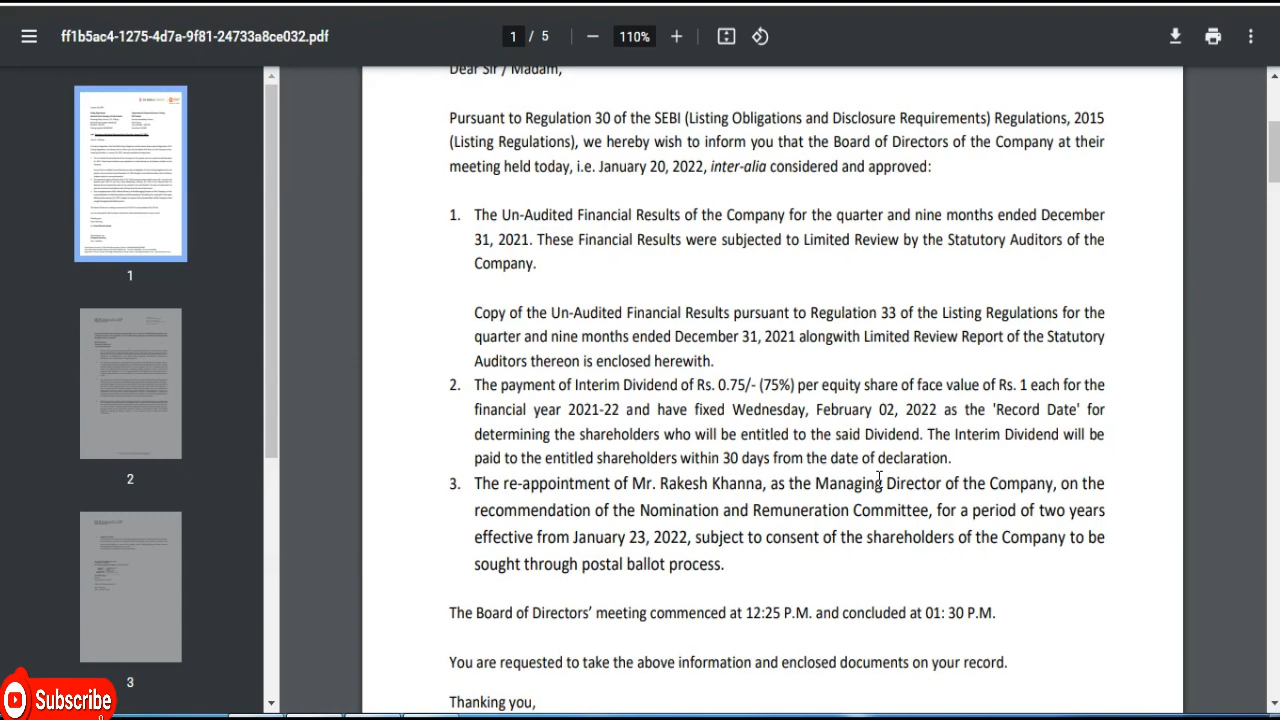 ff1b5ac4-1275-4d7a-9f81-24733a8ce032.pdf
1 / 5
110%
Dear Sir / Madam,
Pursuant to Regulation 30 of the SEBI (Listing Obligations and Disclosure Requirements) Regulations, 2015
(Listing Regulations), we hereby wish to inform you that the Board of Directors of the Company at their
meeting held today, i.e. January 20, 2022, inter-alia considered and approved:
1. The Un-Audited Financial Results of the Company for the quarter and nine months ended December
31, 2021. These Financial Results were subjected to Limited Review by the Statutory Auditors of the
Company.
Copy of the Un-Audited Financial Results pursuant to Regulation 33 of the Listing Regulations for the
quarter and nine months ended December 31, 2021 alongwith Limited Review Report of the Statutory
Auditors thereon is enclosed herewith.
2. The payment of Interim Dividend of Rs. 0.75/- (75%) per equity share of face value of Rs. 1 each for the
financial year 2021-22 and have fixed Wednesday, February 02, 2022 as the 'Record Date' for
determining the shareholders who will be entitled to the said Dividend. The Interim Dividend will be
paid to the entitled shareholders within 30 days from the date of declaration.
3. The re-appointment of Mr. Rakesh Khanna, as the Managing Director of the Company, on the
recommendation of the Nomination and Remuneration Committee, for a period of two years
effective from January 23, 2022, subject to consent of the shareholders of the Company to be
sought through postal ballot process.
The Board of Directors' meeting commenced at 12:25 P.M. and concluded at 01: 30 P.M.
You are requested to take the above information and enclosed documents on your record.
Thanking you,
1
2
3
Subscribe